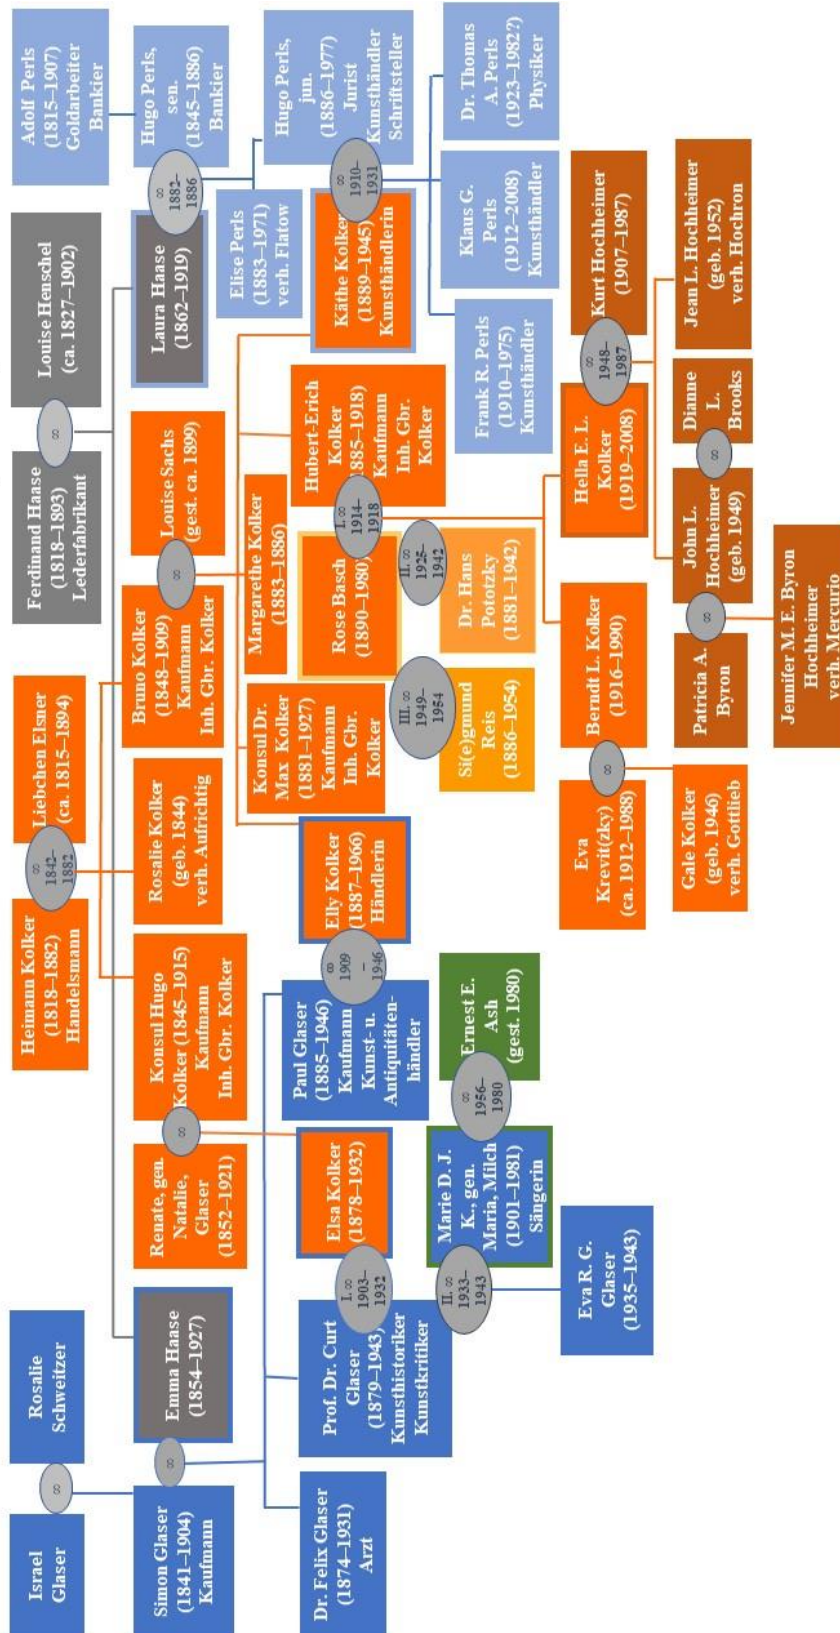 Israel
Glaser
∞
Rosalie
Schweitzer
Heimann Kolker
(1818–1882)
Handelsmann
∞
1842–
1882
Liebchen Elsner
(ca. 1815–1894)
Ferdinand Haase
(1818–1893)
Lederfabrikant
∞
Louise Henschel
(ca. 1827–1902)
Adolf Perls
(1815–1907)
Goldarbeiter
Bankier
Simon Glaser
(1841–1904)
Kaufmann
∞
Emma Haase
(1854–1927)
Renate, gen.
Natalie,
Glaser
(1852–1921)
∞
Konsul Hugo
Kolker (1845–1915)
Kaufmann
Inh. Gbr. Kolker
Rosalie Kolker
(geb. 1844)
verh. Aufrichtig
Bruno Kolker
(1848–1909)
Kaufmann
Inh. Gbr. Kolker
∞
Louise Sachs
(gest. ca. 1899)
Laura Haase
(1862–1919)
∞
1882–
1886
Hugo Perls,
sen.
(1845–1886)
Bankier
Konsul Dr.
Max Kolker
(1881–1927)
Kaufmann
Inh. Gbr.
Kolker
Margarethe Kolker
(1883–1886)
Elise Perls
(1883–1971)
verh. Flatow
Hugo Perls,
jun.
(1886–1977)
Jurist
Kunsthändler
Schriftsteller
Dr. Felix Glaser
(1874–1931)
Arzt
Prof. Dr. Curt
Glaser
(1879–1943)
Kunsthistoriker
Kunstkritiker
I. ∞
1903–
1932
Elsa Kolker
(1878–1932)
Paul Glaser
(1885–1946)
Kaufmann
Kunst- u.
Antiquitäten-
händler
∞
1909
–
1946
Elly Kolker
(1887–1966)
Händlerin
Rose Basch
(1890–1980)
I. ∞
1914–
1918
Hubert-Erich
Kolker
(1885–1918)
Kaufmann
Inh. Gbr.
Kolker
Käthe Kolker
(1889–1945)
Kunsthändlerin
∞
1910–
1931
II. ∞
1933–
1943
Marie D. J.
K., gen.
Maria, Milch
(1901–1981)
Sängerin
∞
1956–
1980
Ernest E.
Ash
(gest. 1980)
III. ∞
1949–
1954
Si(e)gmund
Reis
(1886–1954)
II. ∞
1925–
1942
Dr. Hans
Pototzky
(1881–1942)
Frank R. Perls
(1910–1975)
Kunsthändler
Klaus G.
Perls
(1912–2008)
Kunsthändler
Dr. Thomas
A. Perls
(1923–1982?)
Physiker
Eva R. G.
Glaser
(1935–1943)
Eva
Krevit(zky)
(ca. 1912–1988)
∞
Berndt L. Kolker
(1916–1990)
Hella E. L.
Kolker
(1919–2008)
∞
1948–
1987
Kurt Hochheimer
(1907–1987)
Gale Kolker
(geb. 1946)
verh. Gottlieb
Patricia A.
Byron
∞
John L.
Hochheimer
(geb. 1949)
∞
Dianne
L.
Brooks
Jean L. Hochheimer
(geb. 1952)
verh. Hochron
Jennifer M. E. Byron
Hochheimer
verh. Mercurio